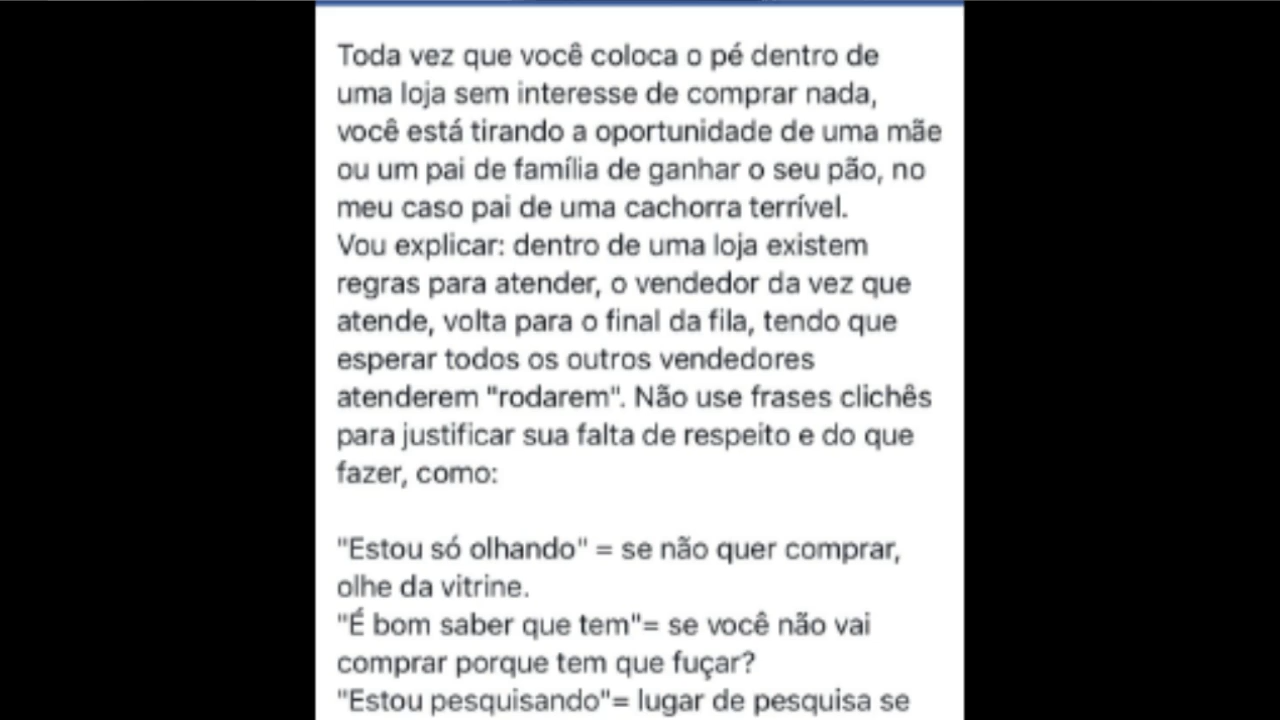 Toda vez que você coloca o pé dentro de
uma loja sem interesse de comprar nada,
você está tirando a oportunidade de uma mãe
ou um pai de família de ganhar o seu pão, no
meu caso pai de uma cachorra terrível.
Vou explicar: dentro de uma loja existem
regras para atender, o vendedor da vez que
atende, volta para o final da fila, tendo que
esperar todos os outros vendedores
atenderem "rodarem". Não use frases clichês
para justificar sua falta de respeito e do que
fazer, como:
"Estou só olhando" = se não quer comprar,
olhe da vitrine.
"É bom saber que tem"= se você não vai
comprar porque tem que fuçar?
"Estou pesquisando"= lugar de pesquisa se